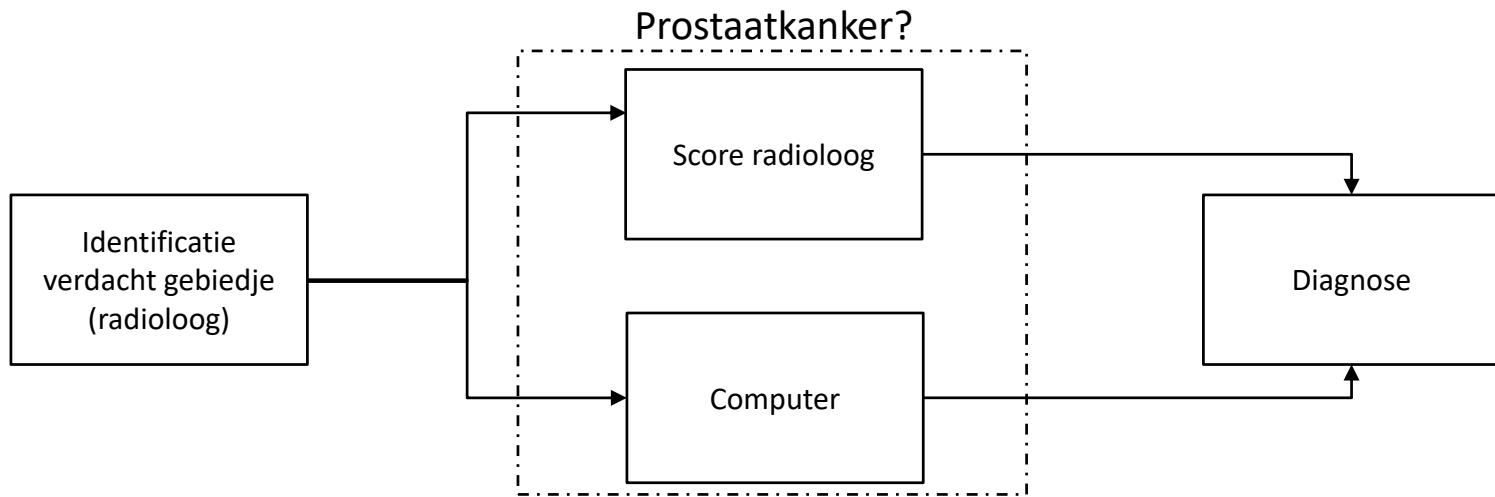 Prostaatkanker?
Score radioloog
Identificatie
verdacht gebiedje
(radioloog)
Diagnose
Computer